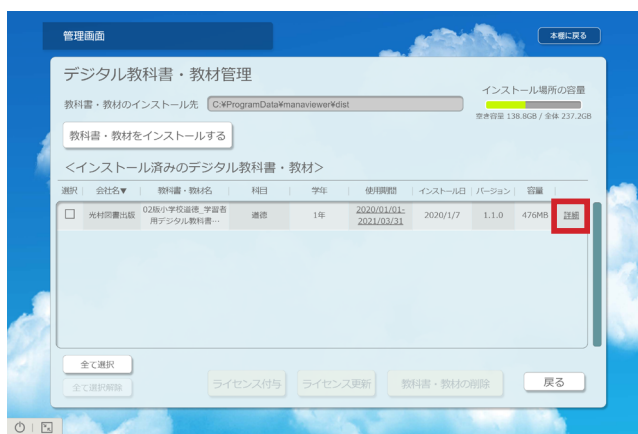 管理画面
本棚に戻る
デジタル教科書・教材管理
インストール場所の容量
教科書・教材のインストール先 C:¥ProgramData¥manaviewer¥dist
空き容量 138.8GB / 全体 237.2GB
教科書・教材をインストールする
<インストール済みのデジタル教科書・教材>
選択 会社名▼ 教科書・教材名 科目 学年 使用期間 インストール日 バージョン 容量
光村図書出版 02版小学校道徳_学習者用デジタル教科書… 道徳 1年 2020/01/01-2021/03/31 2020/1/7 1.1.0 476MB 詳細
全て選択
全て選択解除 ライセンス付与 ライセンス更新 教科書・教材の削除 戻る